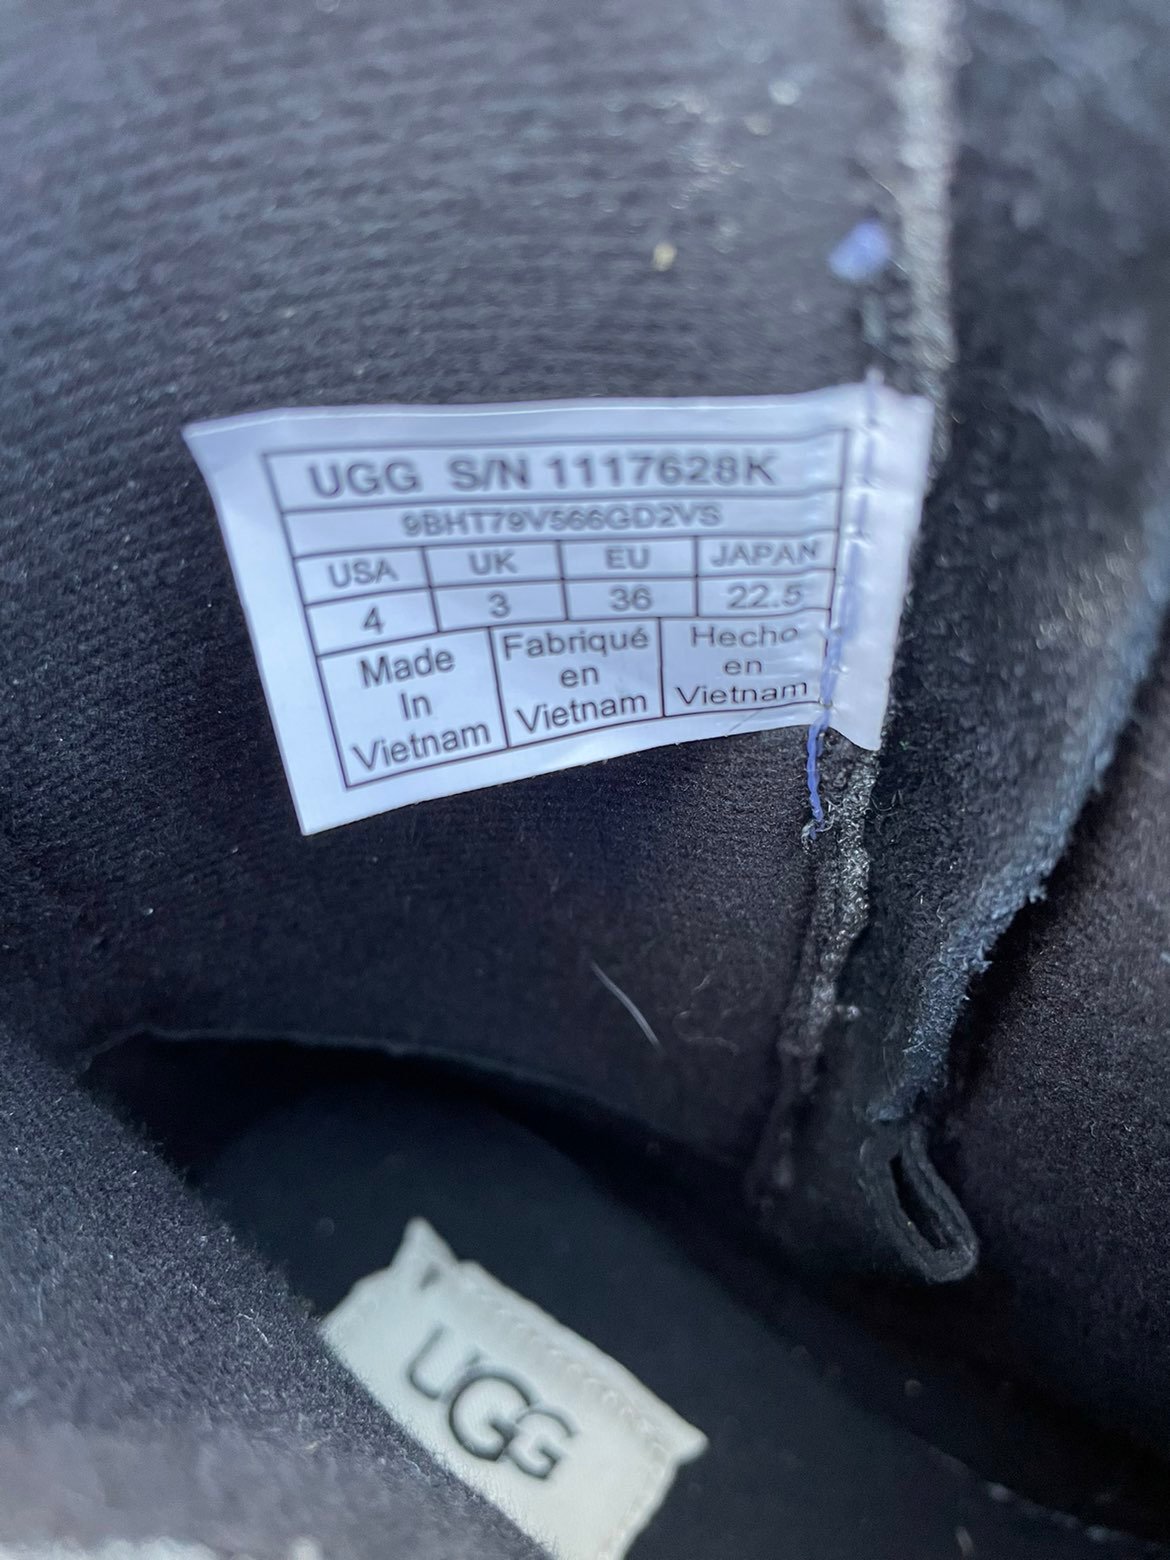 UGG S/N 1117628K
9BHT79V566GD2VS
USA UK EU JAPAN
4 3 36 22.5
Made Fabriqué Hecho
In en en
Vietnam Vietnam Vietnam
UGG